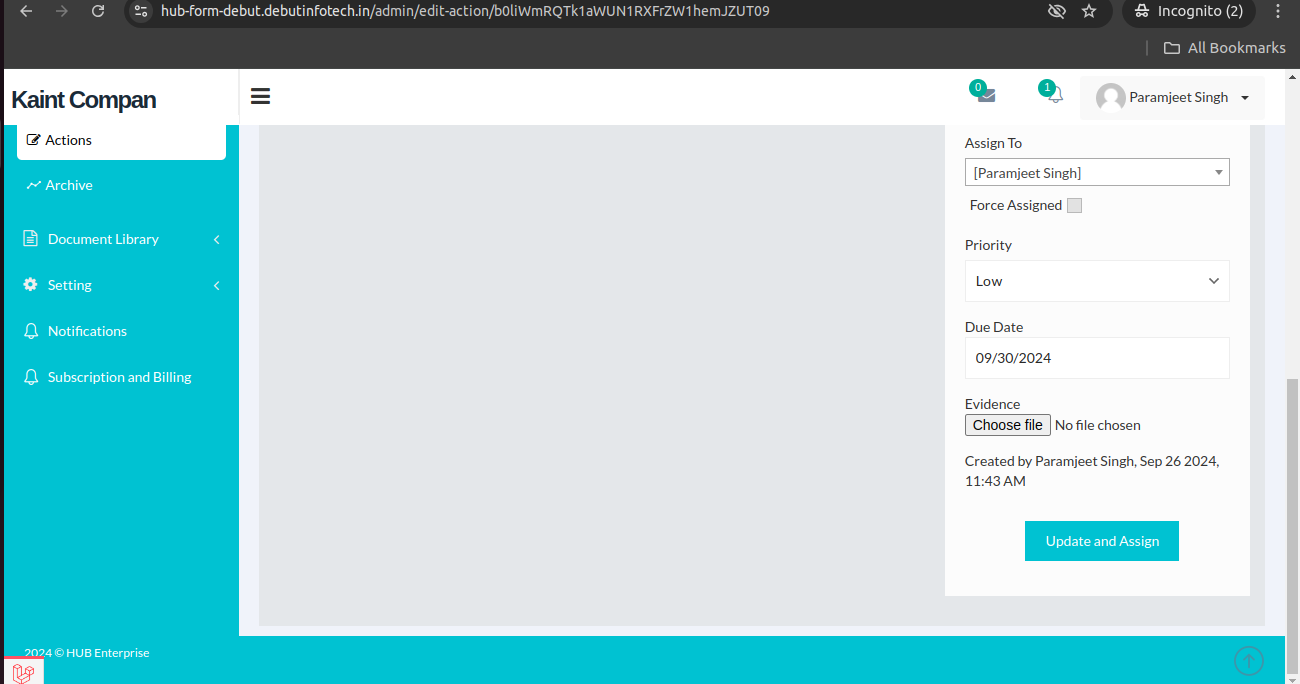 hub-form-debut.debutinfotech.in/admin/edit-action/b0liWmRQTk1aWUN1RXFrZW1hemJZUT09
Incognito (2)
All Bookmarks
Kaint Compan
0
1
Paramjeet Singh
Actions
Archive
Document Library
Setting
Notifications
Subscription and Billing
Assign To
[Paramjeet Singh]
Force Assigned
Priority
Low
Due Date
09/30/2024
Evidence
Choose file No file chosen
Created by Paramjeet Singh, Sep 26 2024,
11:43 AM
Update and Assign
2024 © HUB Enterprise